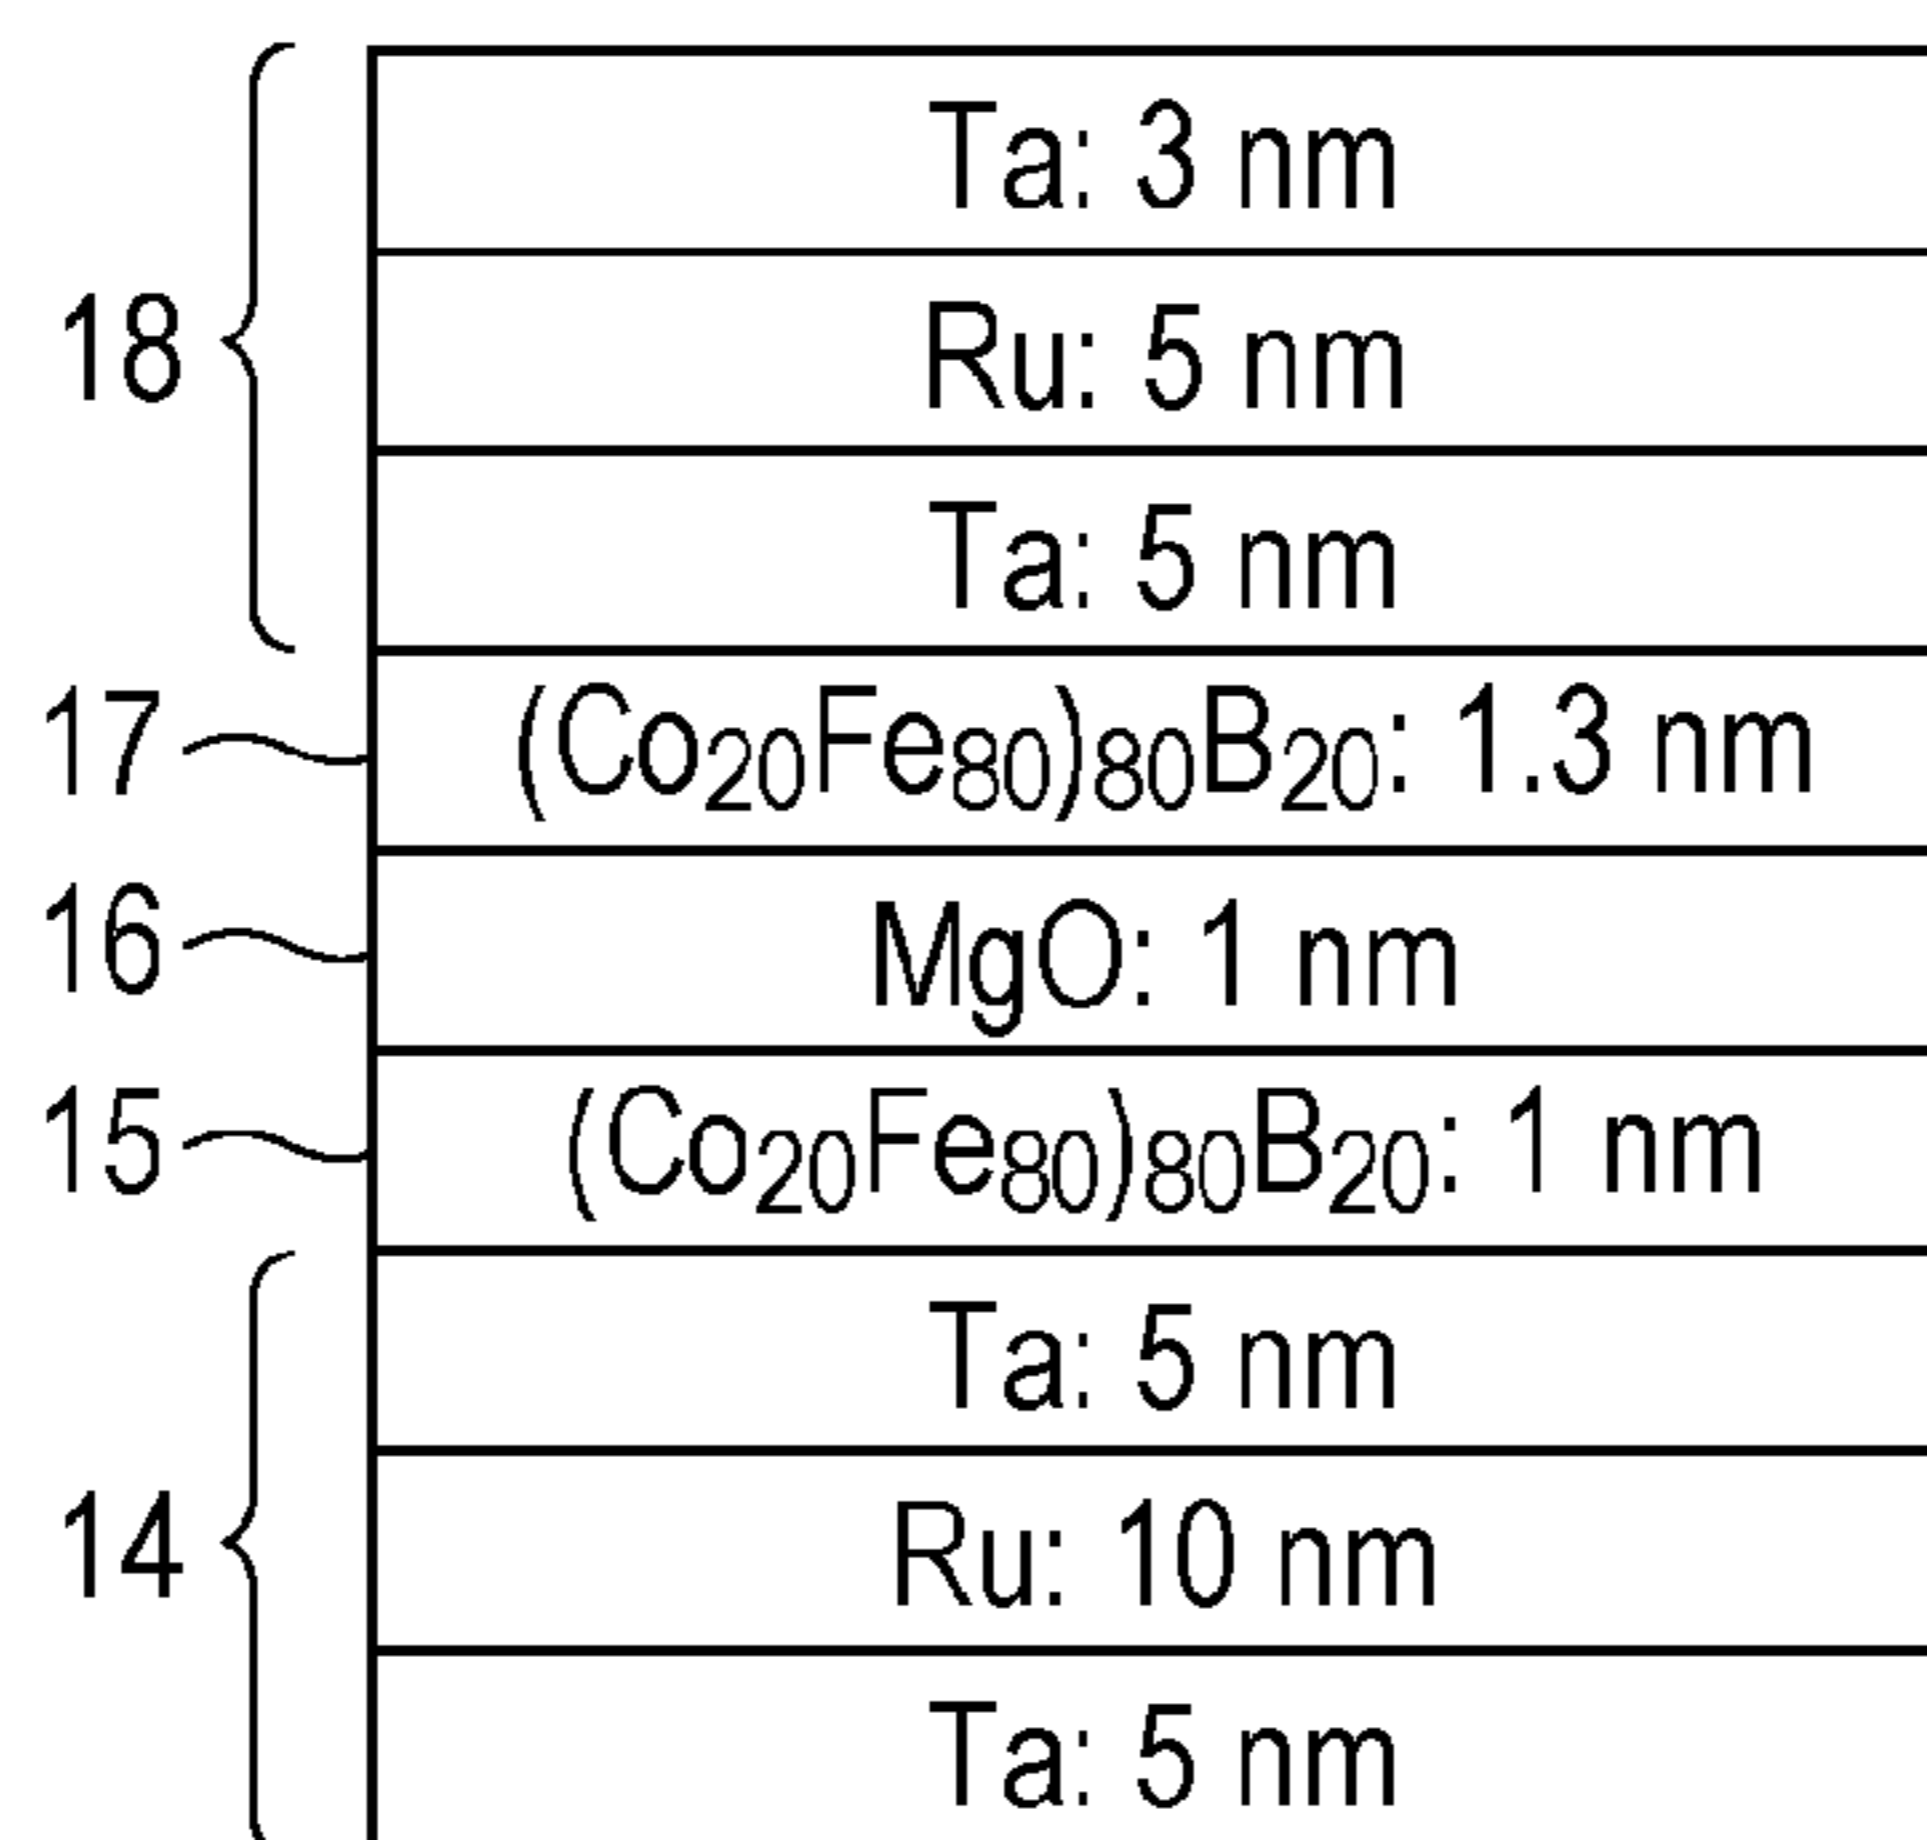 Ta: 3 nm
18
Ru: 5 nm
Ta: 5 nm
17
(Co₂₀Fe₈₀)₈₀B₂₀: 1.3 nm
16
MgO: 1 nm
15
(Co₂₀Fe₈₀)₈₀B₂₀: 1 nm
Ta: 5 nm
14
Ru: 10 nm
Ta: 5 nm